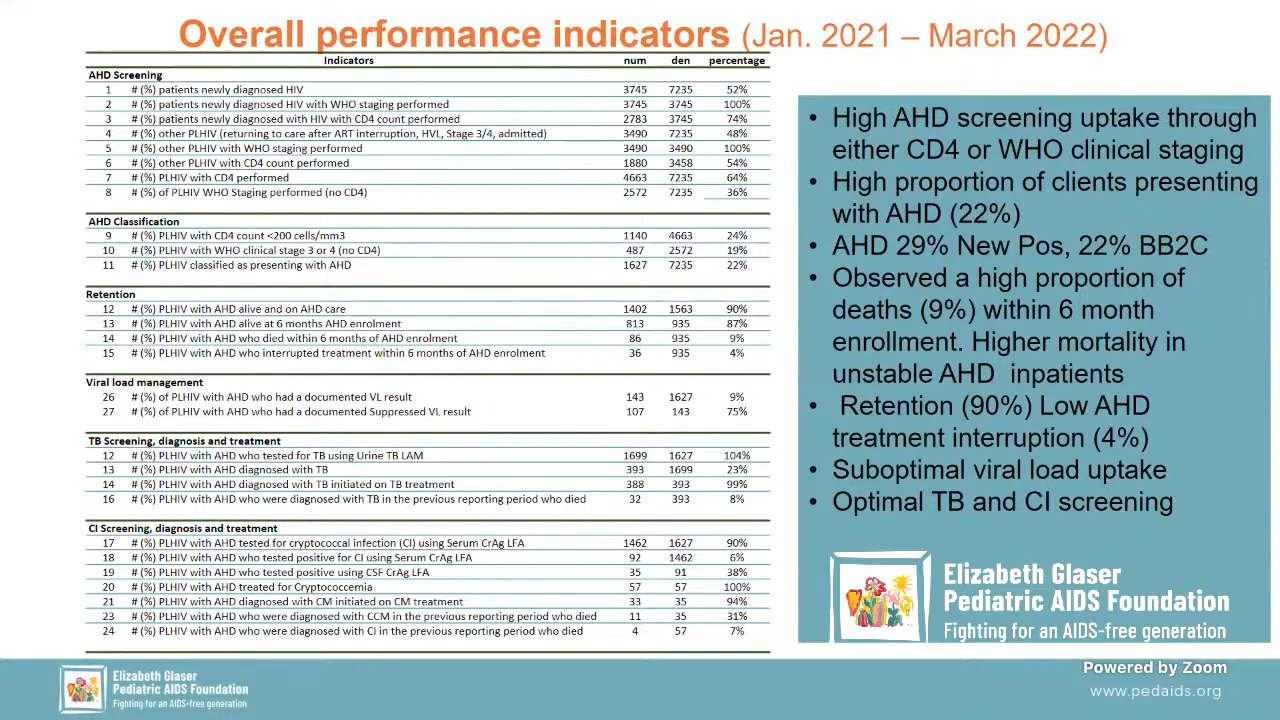 Overall performance indicators (Jan. 2021 – March 2022)
Indicators num den percentage
AHD Screening
1 # (%) patients newly diagnosed HIV 3745 7235 52%
2 # (%) patients newly diagnosed HIV with WHO staging performed 3745 3745 100%
3 # (%) patients newly diagnosed with HIV with CD4 count performed 2783 3745 74%
4 # (%) other PLHIV (returning to care after ART interruption, HVL, Stage 3/4, admitted) 3490 7235 48%
5 # (%) other PLHIV with WHO staging performed 3490 3490 100%
6 # (%) other PLHIV with CD4 count performed 1880 3458 54%
7 # (%) PLHIV with CD4 performed 4663 7235 64%
8 # (%) of PLHIV WHO Staging performed (no CD4) 2572 7235 36%
AHD Classification
9 # (%) PLHIV with CD4 count <200 cells/mm3 1140 4663 24%
10 # (%) PLHIV with WHO clinical stage 3 or 4 (no CD4) 487 2572 19%
11 # (%) PLHIV classified as presenting with AHD 1627 7235 22%
Retention
12 # (%) PLHIV with AHD alive and on AHD care 1402 1563 90%
13 # (%) PLHIV with AHD alive at 6 months AHD enrolment 813 935 87%
14 # (%) PLHIV with AHD who died within 6 months of AHD enrolment 86 935 9%
15 # (%) PLHIV with AHD who interrupted treatment within 6 months of AHD enrolment 36 935 4%
Viral load management
26 # (%) of PLHIV with AHD who had a documented VL result 143 1627 9%
27 # (%) of PLHIV with AHD who had a documented Suppressed VL result 107 143 75%
TB Screening, diagnosis and treatment
12 # (%) PLHIV with AHD who tested for TB using Urine TB LAM 1699 1627 104%
13 # (%) PLHIV with AHD diagnosed with TB 393 1699 23%
14 # (%) PLHIV with AHD diagnosed with TB initiated on TB treatment 388 393 99%
16 # (%) PLHIV with AHD who were diagnosed with TB in the previous reporting period who died 32 393 8%
CI Screening, diagnosis and treatment
17 # (%) PLHIV with AHD tested for cryptococcal infection (CI) using Serum CrAg LFA 1462 1627 90%
18 # (%) PLHIV with AHD who tested positive for CI using Serum CrAg LFA 92 1462 6%
19 # (%) PLHIV with AHD who tested positive using CSF CrAg LFA 35 91 38%
20 # (%) PLHIV with AHD treated for Cryptococcemia 57 57 100%
21 # (%) PLHIV with AHD diagnosed with CM initiated on CM treatment 33 35 94%
23 # (%) PLHIV with AHD who were diagnosed with CCM in the previous reporting period who died 11 35 31%
24 # (%) PLHIV with AHD who were diagnosed with CI in the previous reporting period who died 4 57 7%
• High AHD screening uptake through
either CD4 or WHO clinical staging
• High proportion of clients presenting
with AHD (22%)
• AHD 29% New Pos, 22% BB2C
• Observed a high proportion of
deaths (9%) within 6 month
enrollment. Higher mortality in
unstable AHD inpatients
• Retention (90%) Low AHD
treatment interruption (4%)
• Suboptimal viral load uptake
• Optimal TB and CI screening
Elizabeth Glaser
Pediatric AIDS Foundation
Fighting for an AIDS-free generation
Elizabeth Glaser
Pediatric AIDS Foundation
Fighting for an AIDS-free generation
Powered by Zoom
www.pedaids.org